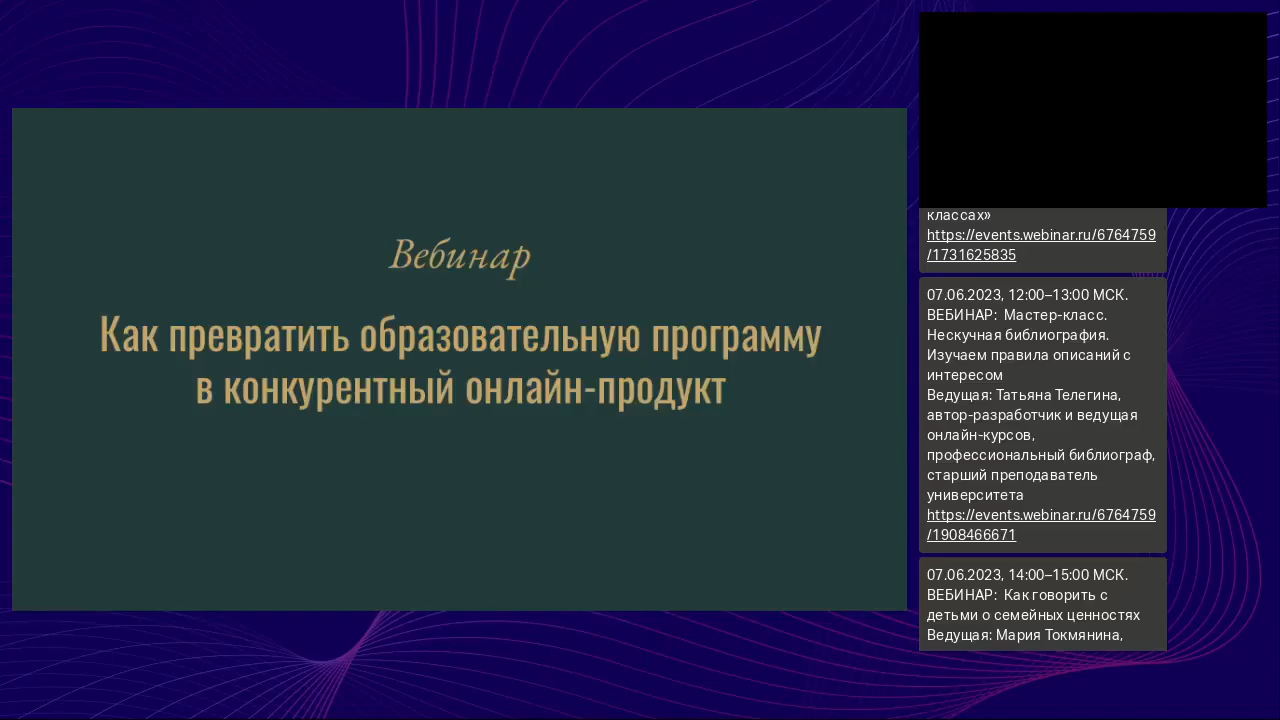 Вебинар
Как превратить образовательную программу
в конкурентный онлайн-продукт
классах»
https://events.webinar.ru/6764759
/1731625835
07.06.2023, 12:00–13:00 МСК.
ВЕБИНАР: Мастер-класс.
Нескучная библиография.
Изучаем правила описаний с
интересом
Ведущая: Татьяна Телегина,
автор-разработчик и ведущая
онлайн-курсов,
профессиональный библиограф,
старший преподаватель
университета
https://events.webinar.ru/6764759
/1908466671
07.06.2023, 14:00–15:00 МСК.
ВЕБИНАР: Как говорить с
детьми о семейных ценностях
Ведущая: Мария Токмянина,